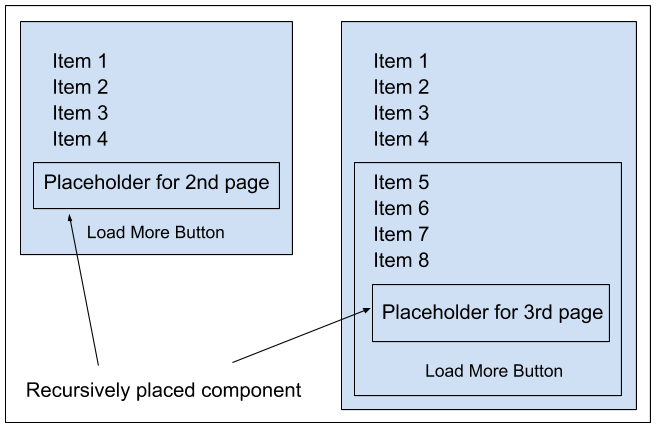 Item 1
Item 2
Item 3
Item 4
Placeholder for 2nd page
Load More Button
Item 1
Item 2
Item 3
Item 4
Item 5
Item 6
Item 7
Item 8
Placeholder for 3rd page
Load More Button
Recursively placed component